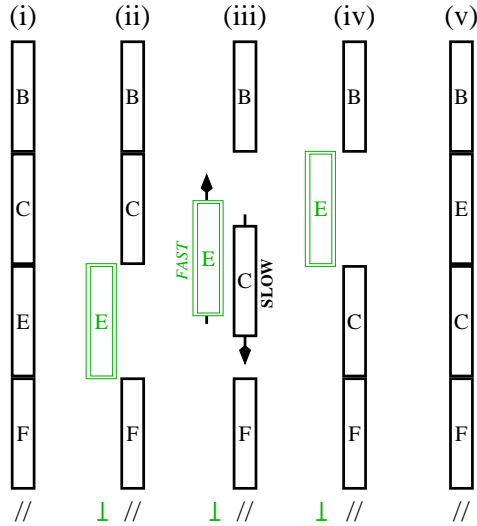 (i) (ii) (iii) (iv) (v)
B B B B B
C C E E
FAST E C SLOW
E E C C
F F F F F
// ⊥ // ⊥ // ⊥ // //